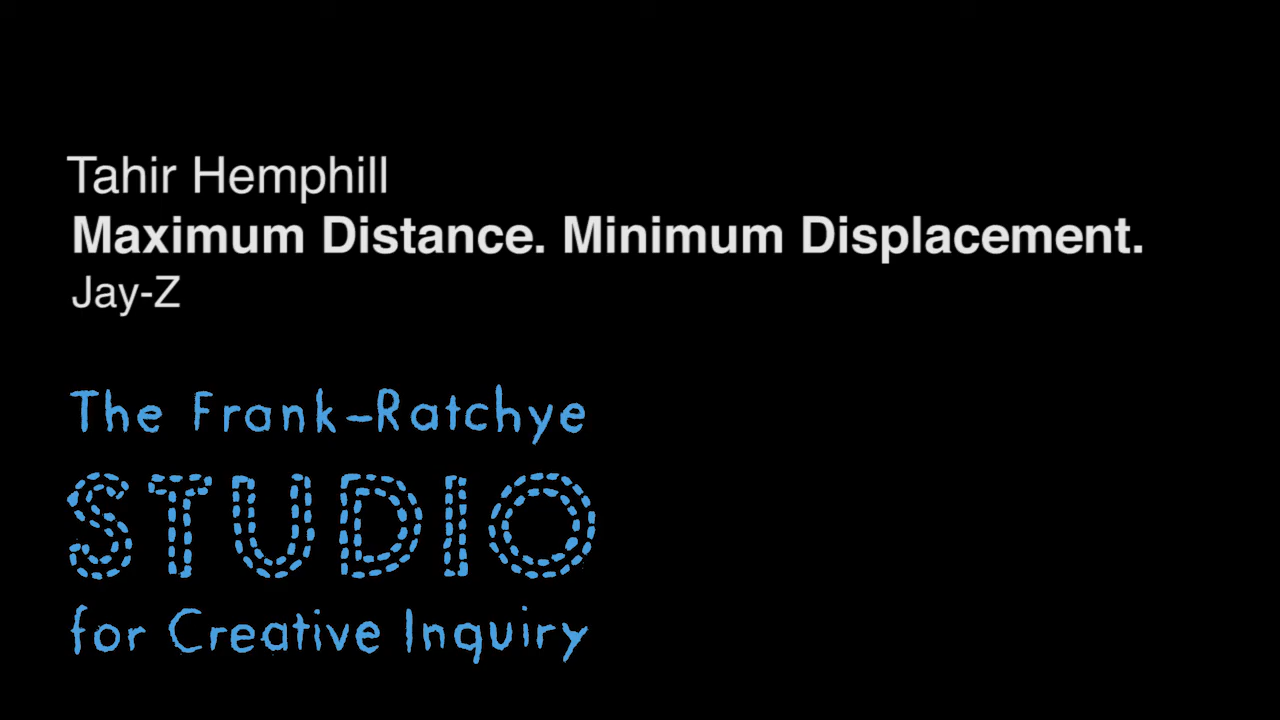 Tahir Hemphill
Maximum Distance. Minimum Displacement.
Jay-Z
The Frank-Ratchye
STUDIO
for Creative Inquiry